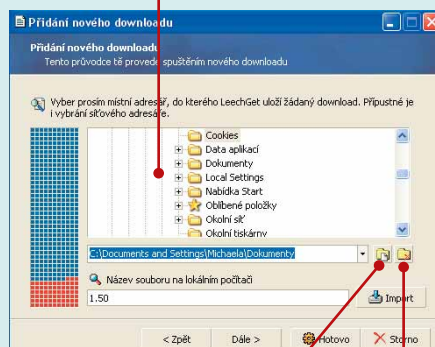 Přidání nového downloadu
Přidání nového downloadu
Tento průvodce tě provede spuštěním nového downloadu
Vyber prosím místní adresář, do kterého LeechGet uloží žádaný download. Přípustné je
i vybrání síťového adresáře.
Cookies
Data aplikací
Dokumenty
Local Settings
Nabídka Start
Oblíbené položky
Okolní síť
Okolní tiskárny
C:\Documents and Settings\Michaela\Dokumenty
Název souboru na lokálním počítači
1.50
Import
< Zpět
Dále >
Hotovo
Storno